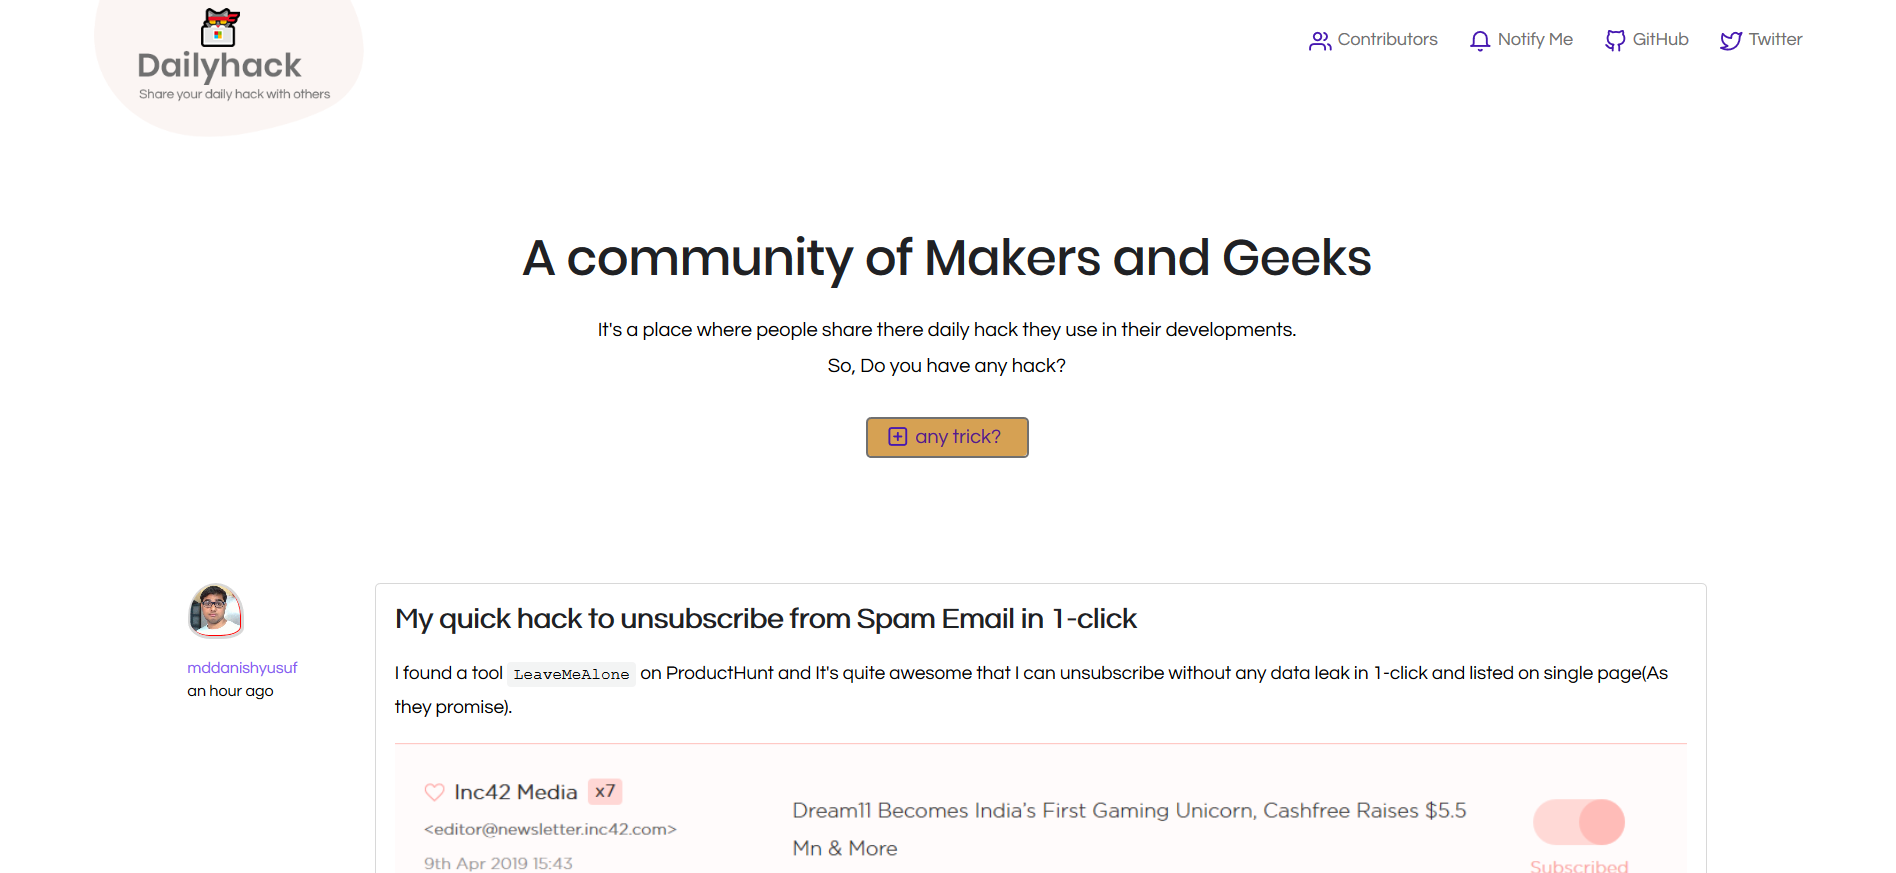 Dailyhack
Share your daily hack with others
Contributors
Notify Me
GitHub
Twitter
A community of Makers and Geeks
It's a place where people share there daily hack they use in their developments.
So, Do you have any hack?
any trick?
mddanishyusuf
an hour ago
My quick hack to unsubscribe from Spam Email in 1-click
I found a tool LeaveMeAlone on ProductHunt and It's quite awesome that I can unsubscribe without any data leak in 1-click and listed on single page(As
they promise).
Inc42 Media x7
<editor@newsletter.inc42.com>
9th Apr 2019 15:43
Dream11 Becomes India's First Gaming Unicorn, Cashfree Raises $5.5
Mn & More
Subscribed